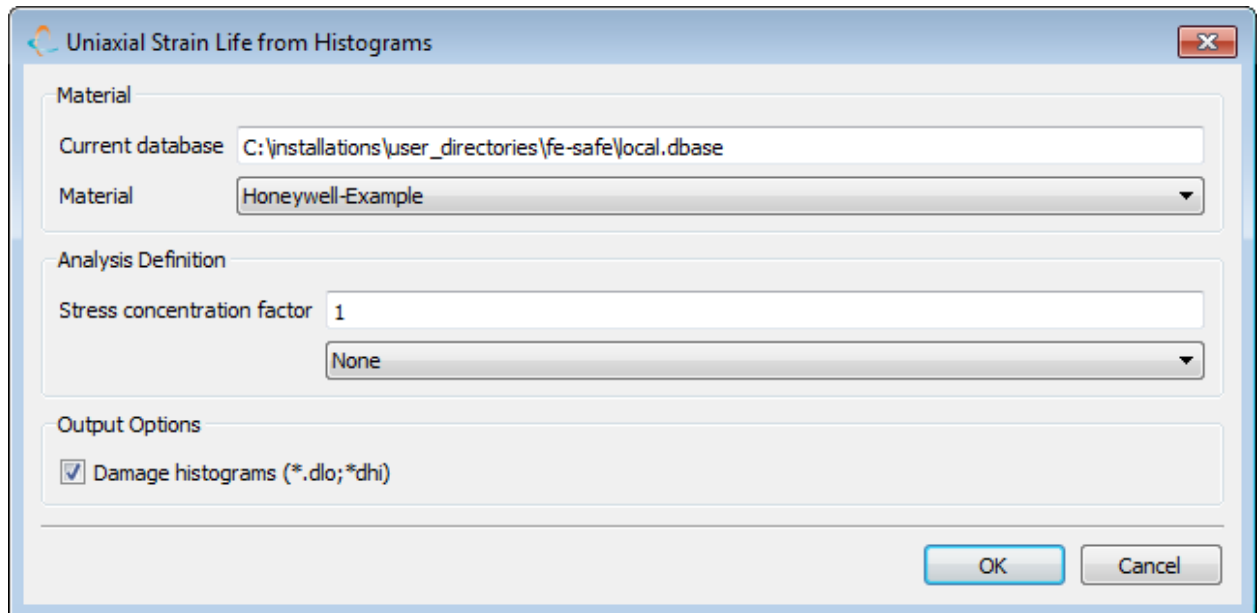 Uniaxial Strain Life from Histograms
Material
Current database C:\installations\user_directories\fe-safe\local.dbase
Material Honeywell-Example
Analysis Definition
Stress concentration factor 1
None
Output Options
Damage histograms (*.dlo;*dhi)
OK Cancel